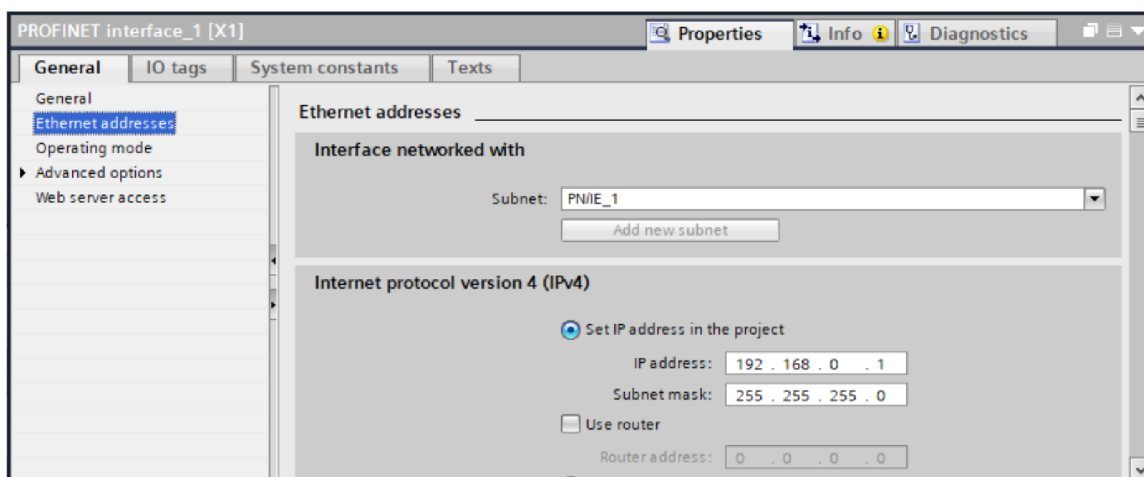 PROFINET interface_1 [X1]
Properties Info Diagnostics
General IO tags System constants Texts
General
Ethernet addresses
Operating mode
Advanced options
Web server access
Ethernet addresses
Interface networked with
Subnet: PN/IE_1
Add new subnet
Internet protocol version 4 (IPv4)
Set IP address in the project
IP address: 192 . 168 . 0 . 1
Subnet mask: 255 . 255 . 255 . 0
Use router
Router address: 0 . 0 . 0 . 0